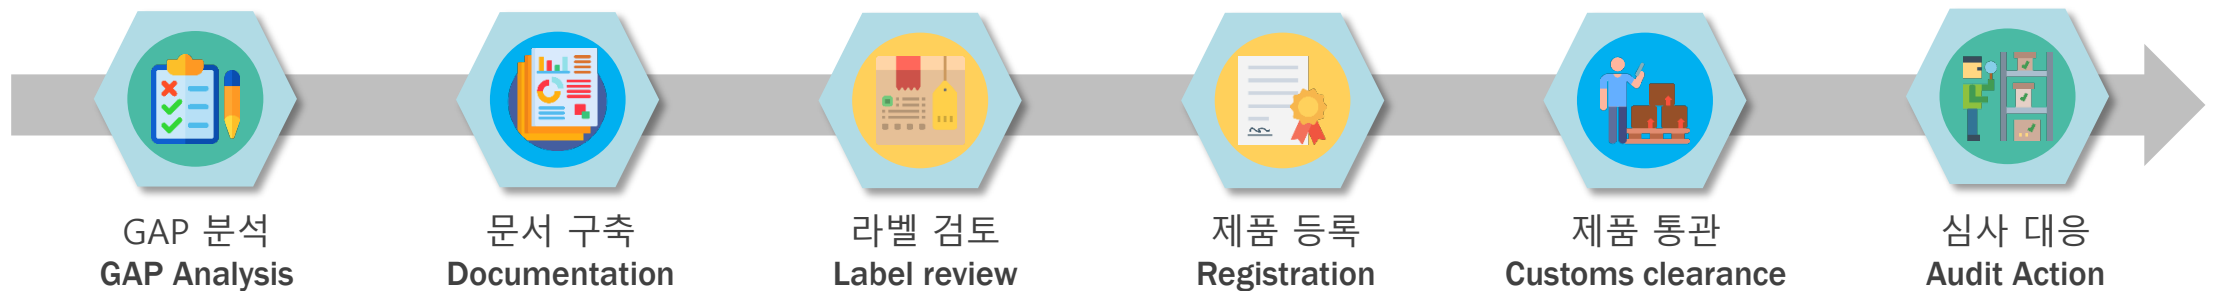 GAP 분석
GAP Analysis
문서 구축
Documentation
라벨 검토
Label review
제품 등록
Registration
제품 통관
Customs clearance
심사 대응
Audit Action